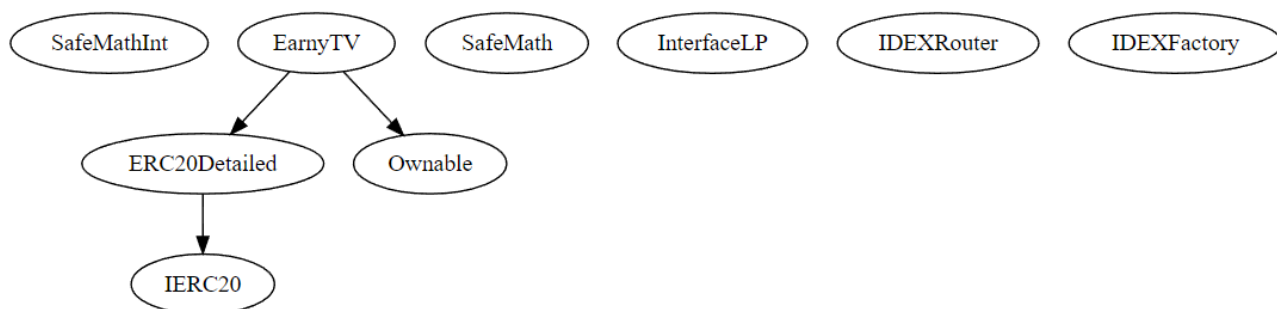 SafeMathInt EarnyTV SafeMath InterfaceLP IDEXRouter IDEXFactory
ERC20Detailed Ownable
IERC20